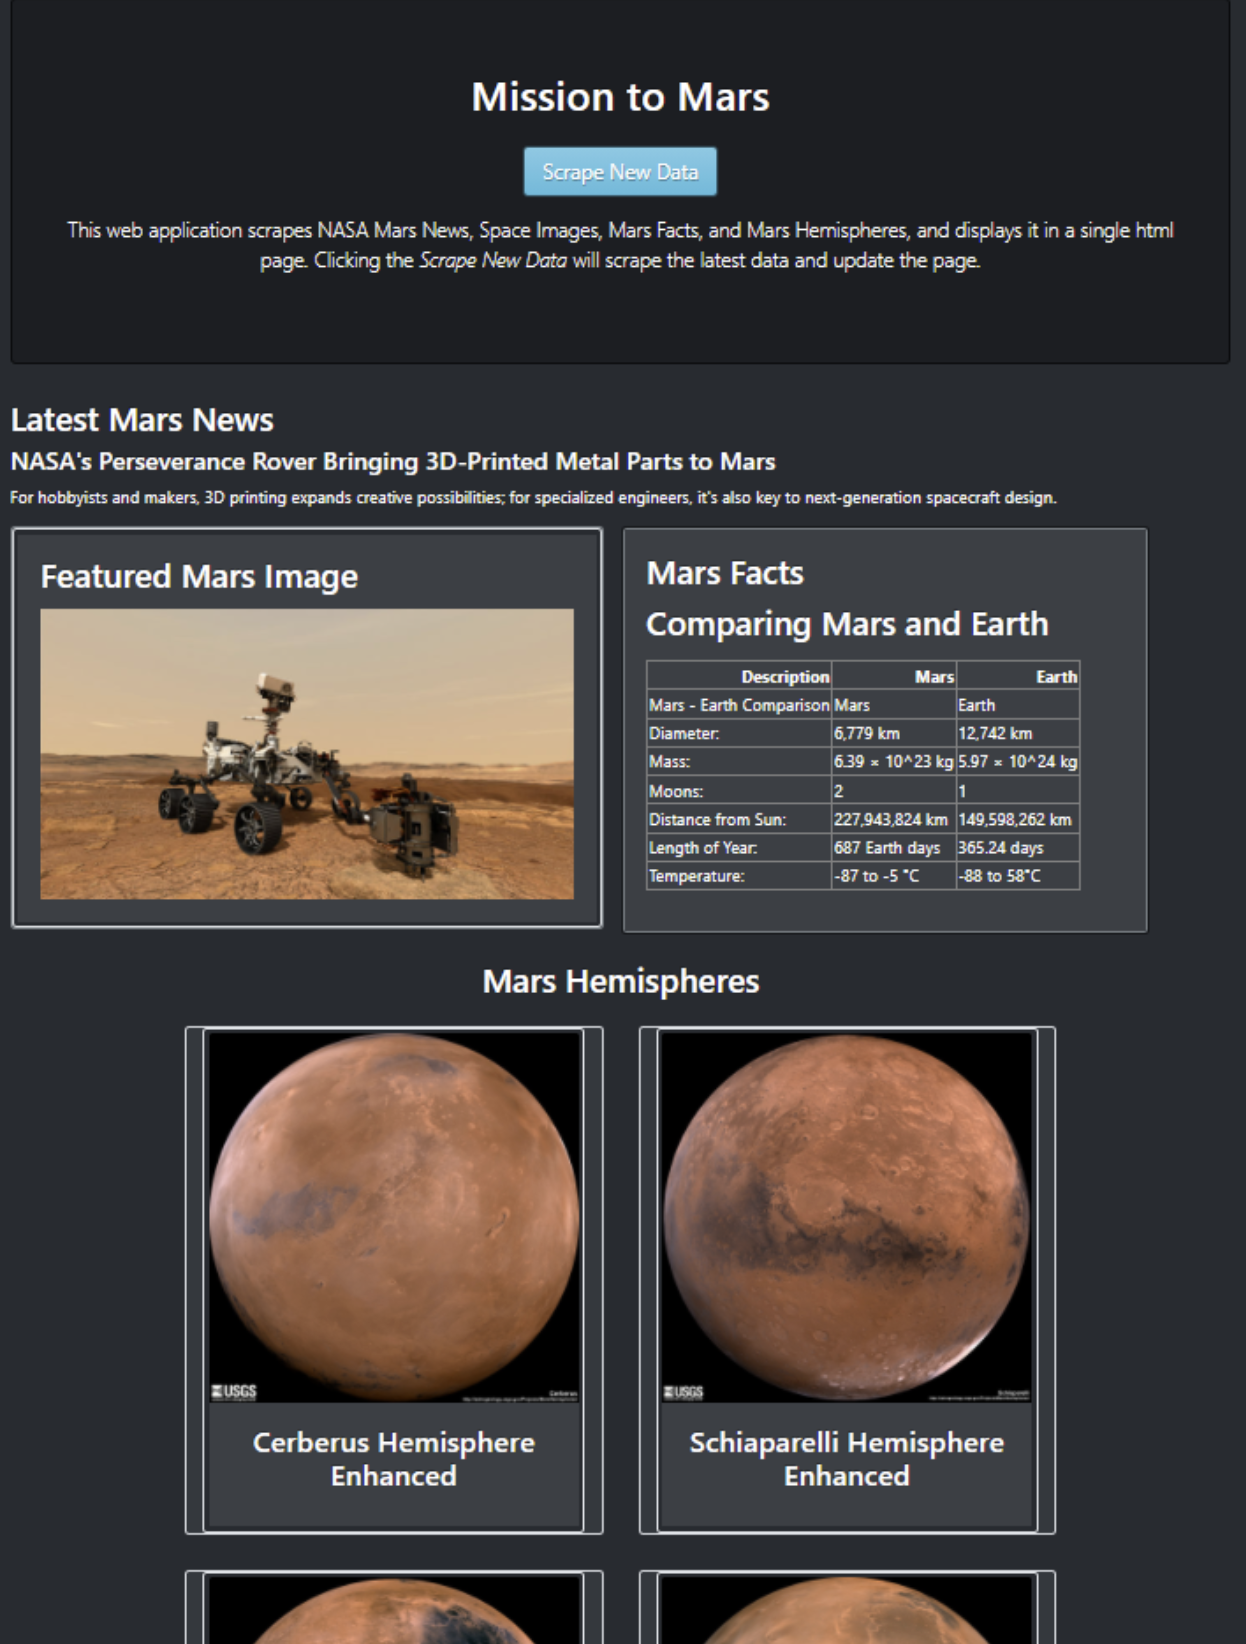 Mission to Mars
Scrape New Data
This web application scrapes NASA Mars News, Space Images, Mars Facts, and Mars Hemispheres, and displays it in a single html
page. Clicking the Scrape New Data will scrape the latest data and update the page.
Latest Mars News
NASA's Perseverance Rover Bringing 3D-Printed Metal Parts to Mars
For hobbyists and makers, 3D printing expands creative possibilities; for specialized engineers, it's also key to next-generation spacecraft design.
Featured Mars Image
Mars Facts
Comparing Mars and Earth
Description Mars Earth
Mars - Earth Comparison Mars Earth
Diameter: 6,779 km 12,742 km
Mass: 6.39 × 10^23 kg 5.97 × 10^24 kg
Moons: 2 1
Distance from Sun: 227,943,824 km 149,598,262 km
Length of Year: 687 Earth days 365.24 days
Temperature: -87 to -5 °C -88 to 58°C
Mars Hemispheres
USGS
Cerberus
USGS
Schiaparelli
Cerberus Hemisphere
Enhanced
Schiaparelli Hemisphere
Enhanced